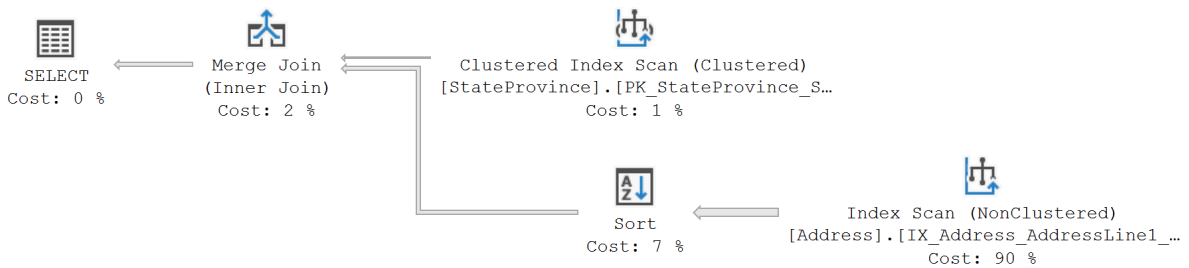 SELECT
Cost: 0 %
Merge Join
(Inner Join)
Cost: 2 %
Clustered Index Scan (Clustered)
[StateProvince].[PK_StateProvince_S…
Cost: 1 %
A
Z
Sort
Cost: 7 %
Index Scan (NonClustered)
[Address].[IX_Address_AddressLine1_…
Cost: 90 %